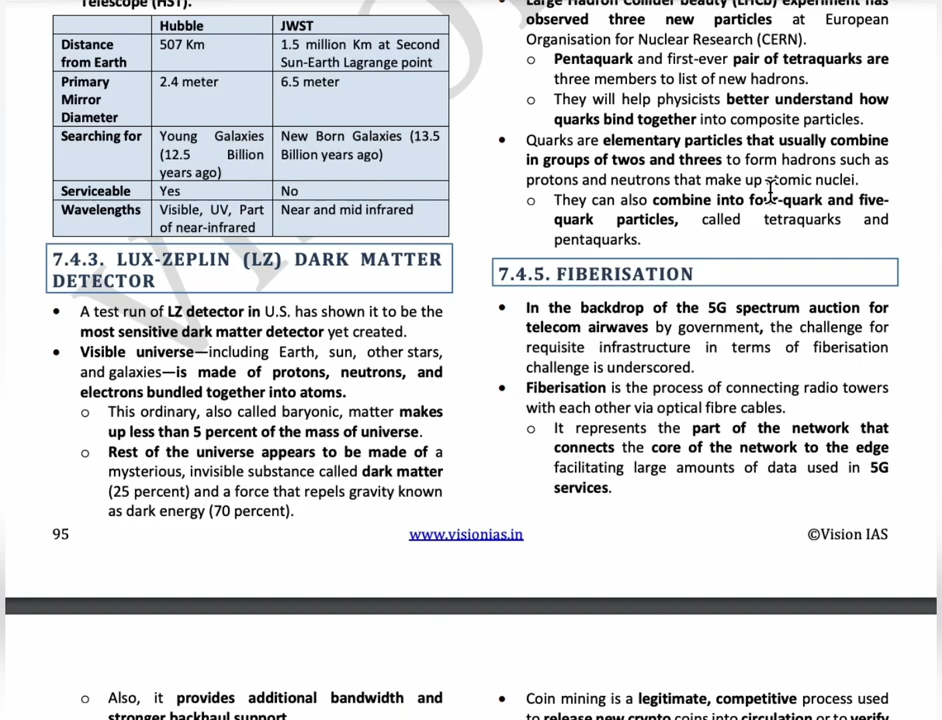 Telescope (HST).
Hubble JWST
Distance from Earth 507 Km 1.5 million Km at Second Sun-Earth Lagrange point
Primary Mirror Diameter 2.4 meter 6.5 meter
Searching for Young Galaxies (12.5 Billion years ago) New Born Galaxies (13.5 Billion years ago)
Serviceable Yes No
Wavelengths Visible, UV, Part of near-infrared Near and mid infrared
7.4.3. LUX-ZEPLIN (LZ) DARK MATTER
DETECTOR
• A test run of LZ detector in U.S. has shown it to be the
most sensitive dark matter detector yet created.
• Visible universe—including Earth, sun, other stars,
and galaxies—is made of protons, neutrons, and
electrons bundled together into atoms.
o This ordinary, also called baryonic, matter makes
up less than 5 percent of the mass of universe.
o Rest of the universe appears to be made of a
mysterious, invisible substance called dark matter
(25 percent) and a force that repels gravity known
as dark energy (70 percent).
• Large Hadron Collider beauty (LHCb) experiment has
observed three new particles at European
Organisation for Nuclear Research (CERN).
o Pentaquark and first-ever pair of tetraquarks are
three members to list of new hadrons.
o They will help physicists better understand how
quarks bind together into composite particles.
• Quarks are elementary particles that usually combine
in groups of twos and threes to form hadrons such as
protons and neutrons that make up atomic nuclei.
o They can also combine into four-quark and five-
quark particles, called tetraquarks and
pentaquarks.
7.4.5. FIBERISATION
• In the backdrop of the 5G spectrum auction for
telecom airwaves by government, the challenge for
requisite infrastructure in terms of fiberisation
challenge is underscored.
• Fiberisation is the process of connecting radio towers
with each other via optical fibre cables.
o It represents the part of the network that
connects the core of the network to the edge
facilitating large amounts of data used in 5G
services.
95 www.visionias.in ©Vision IAS
o Also, it provides additional bandwidth and
stronger backhaul support.
• Coin mining is a legitimate, competitive process used
to release new crypto coins into circulation or to verify